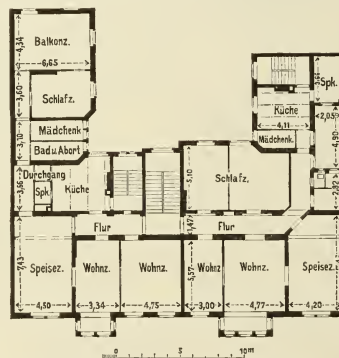 Balkonz.
4,34
6,65
3,60
Schlafz.
3,10
Mädchenk.
Bad u. Abort
Durchgang
3,56
Spk.
Küche
Küche
4,11
Mädchenk.
Spk.
2,05
4,90
2,32
5,10
Schlafz.
1,47
Flur
Flur
7,43
Speisez.
Wohnz.
Wohnz.
5,57
Wohnz.
Wohnz.
Speisez.
4,50
3,34
4,75
3,00
4,77
4,20
0 5 10 m